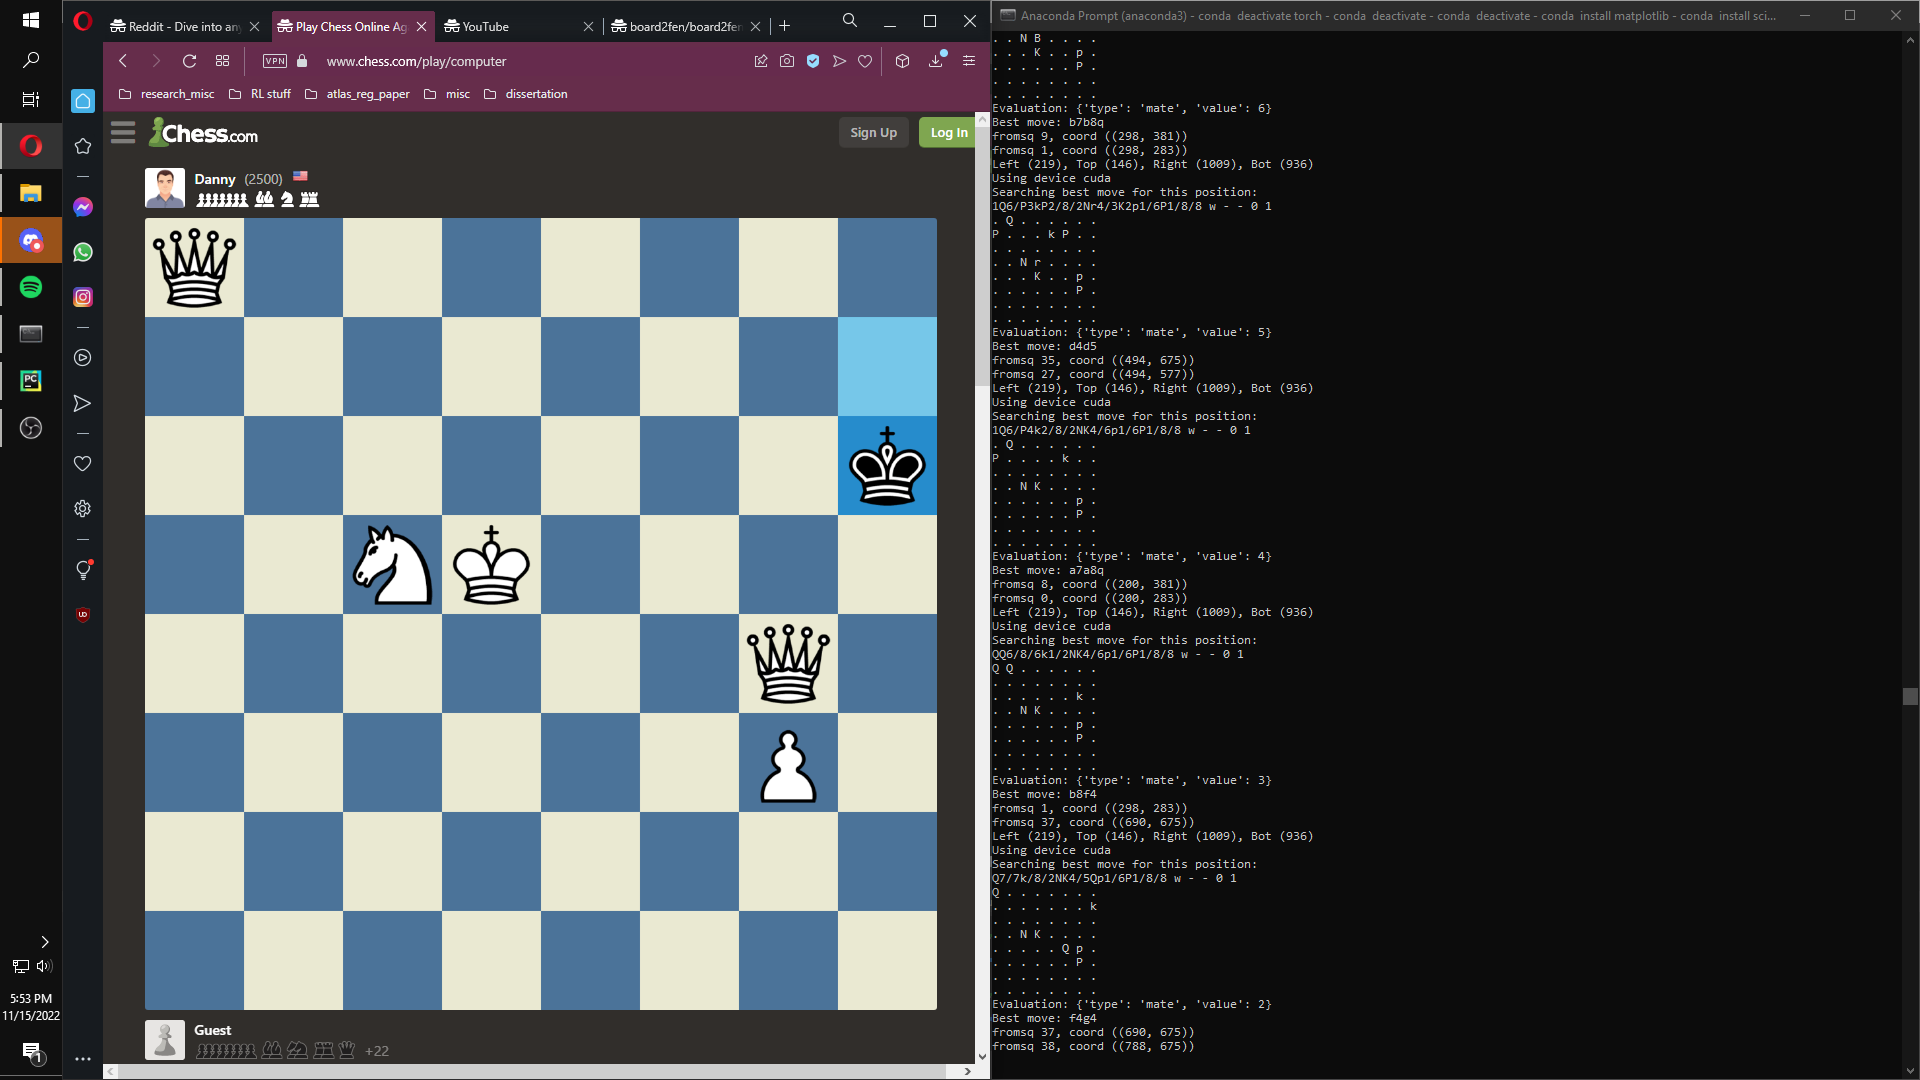 Reddit - Dive into any
Play Chess Online Ag
YouTube
board2fen/board2fen
VPN
www.chess.com/play/computer
research_misc
RL stuff
atlas_reg_paper
misc
dissertation
Chess.com
Sign Up
Log In
Danny (2500)
Guest
+22
PC
UO
5:53 PM
11/15/2022
1
Anaconda Prompt (anaconda3) - conda deactivate torch - conda deactivate - conda deactivate - conda install matplotlib - conda install sci...
. . N B . . . .
. . . K . . p .
. . . . . . P .
. . . . . . . .
. . . . . . . .
Evaluation: {'type': 'mate', 'value': 6}
Best move: b7b8q
fromsq 9, coord ((298, 381))
fromsq 1, coord ((298, 283))
Left (219), Top (146), Right (1009), Bot (936)
Using device cuda
Searching best move for this position:
1Q6/P3kP2/8/2Nr4/3K2p1/6P1/8/8 w - - 0 1
. Q . . . . . .
P . . . k P . .
. . . . . . . .
. . N r . . . .
. . . K . . p .
. . . . . . P .
. . . . . . . .
. . . . . . . .
Evaluation: {'type': 'mate', 'value': 5}
Best move: d4d5
fromsq 35, coord ((494, 675))
fromsq 27, coord ((494, 577))
Left (219), Top (146), Right (1009), Bot (936)
Using device cuda
Searching best move for this position:
1Q6/P4k2/8/2NK4/6p1/6P1/8/8 w - - 0 1
. Q . . . . . .
P . . . . k . .
. . . . . . . .
. . N K . . . .
. . . . . . p .
. . . . . . P .
. . . . . . . .
. . . . . . . .
Evaluation: {'type': 'mate', 'value': 4}
Best move: a7a8q
fromsq 8, coord ((200, 381))
fromsq 0, coord ((200, 283))
Left (219), Top (146), Right (1009), Bot (936)
Using device cuda
Searching best move for this position:
QQ6/8/6k1/2NK4/6p1/6P1/8/8 w - - 0 1
Q Q . . . . . .
. . . . . . . .
. . . . . . k .
. . N K . . . .
. . . . . . p .
. . . . . . P .
. . . . . . . .
. . . . . . . .
Evaluation: {'type': 'mate', 'value': 3}
Best move: b8f4
fromsq 1, coord ((298, 283))
fromsq 37, coord ((690, 675))
Left (219), Top (146), Right (1009), Bot (936)
Using device cuda
Searching best move for this position:
Q7/7k/8/2NK4/5Qp1/6P1/8/8 w - - 0 1
Q . . . . . . .
. . . . . . . k
. . . . . . . .
. . N K . . . .
. . . . . Q p .
. . . . . . P .
. . . . . . . .
. . . . . . . .
Evaluation: {'type': 'mate', 'value': 2}
Best move: f4g4
fromsq 37, coord ((690, 675))
fromsq 38, coord ((788, 675))